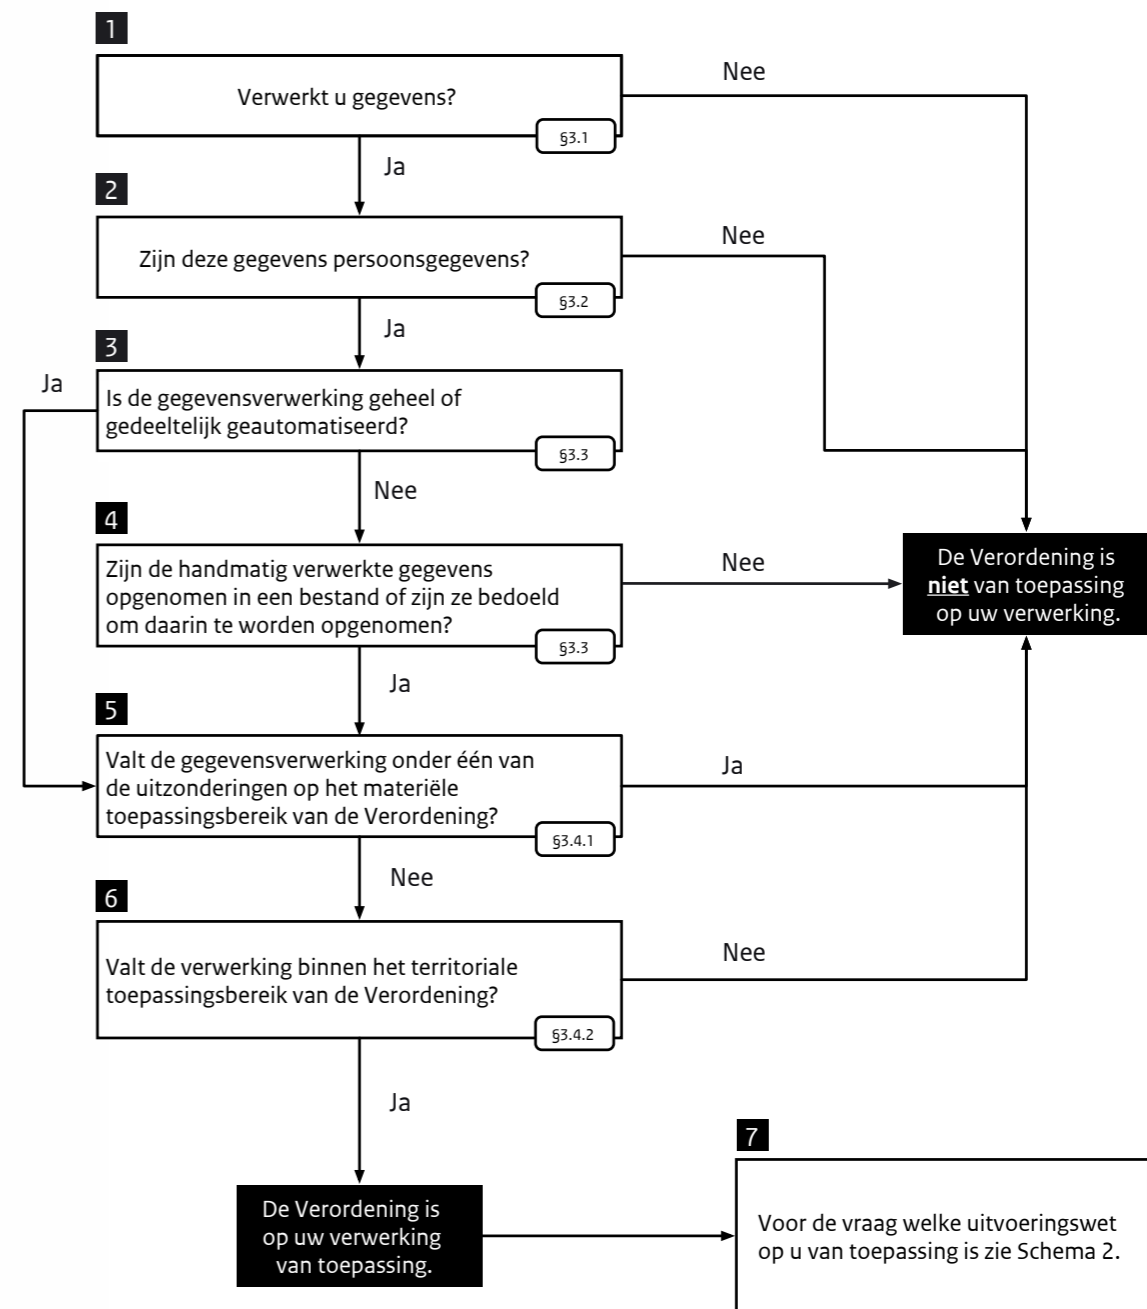 1
Verwerkt u gegevens?
§3.1
Nee
Ja
2
Zijn deze gegevens persoonsgegevens?
§3.2
Nee
Ja
3
Ja
Is de gegevensverwerking geheel of
gedeeltelijk geautomatiseerd?
§3.3
Nee
4
Zijn de handmatig verwerkte gegevens
opgenomen in een bestand of zijn ze bedoeld
om daarin te worden opgenomen?
§3.3
Nee
De Verordening is
niet van toepassing
op uw verwerking.
Ja
5
Valt de gegevensverwerking onder één van
de uitzonderingen op het materiële
toepassingsbereik van de Verordening?
§3.4.1
Ja
Nee
6
Valt de verwerking binnen het territoriale
toepassingsbereik van de Verordening?
§3.4.2
Nee
Ja
De Verordening is
op uw verwerking
van toepassing.
7
Voor de vraag welke uitvoeringswet
op u van toepassing is zie Schema 2.